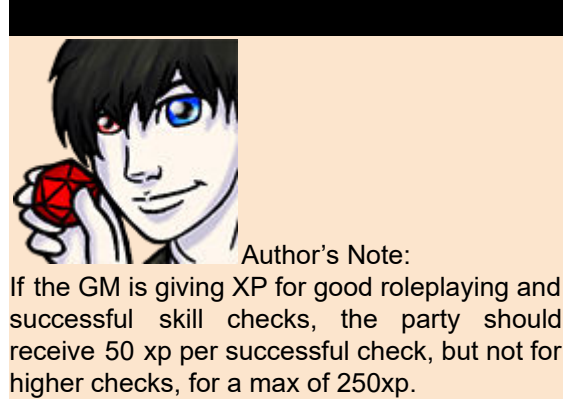 Author's Note:
If the GM is giving XP for good roleplaying and
successful skill checks, the party should
receive 50 xp per successful check, but not for
higher checks, for a max of 250xp.